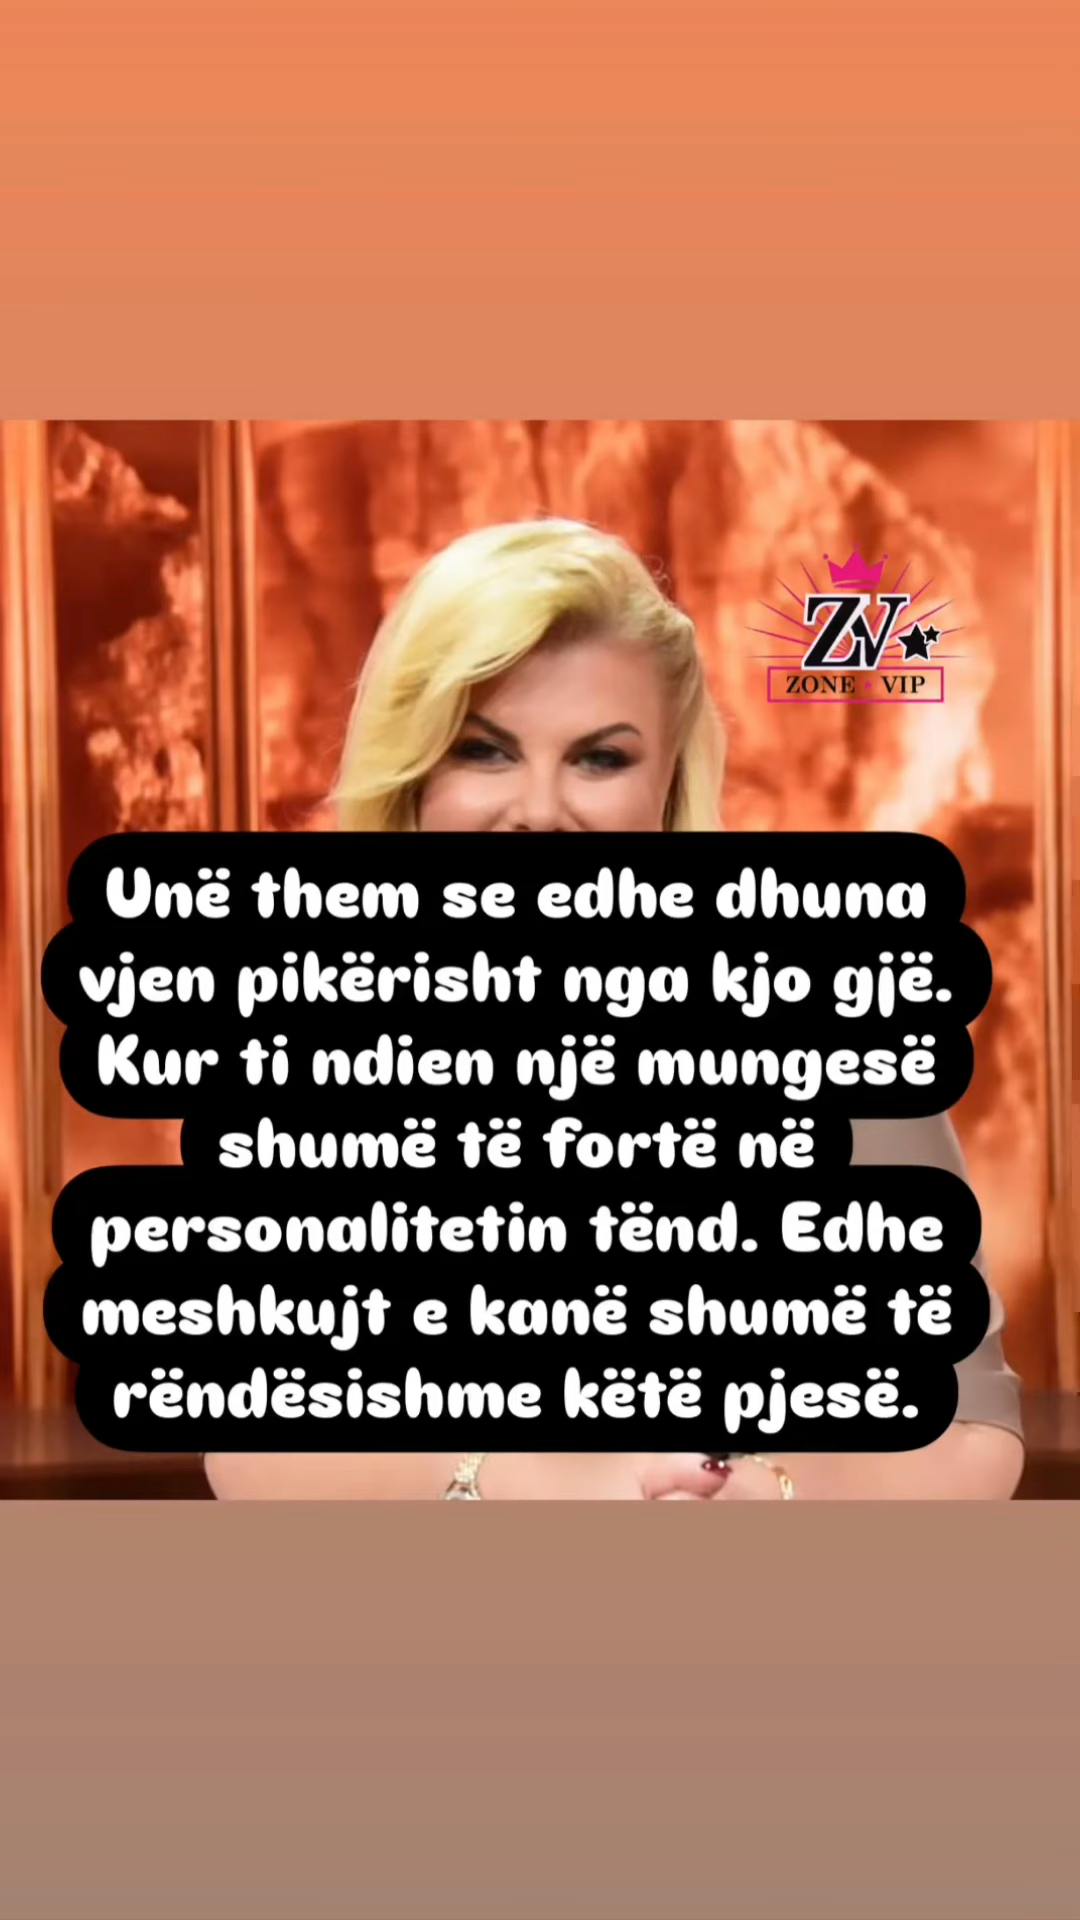 ZV
ZONE VIP
Unë them se edhe dhuna
vjen pikërisht nga kjo gjë.
Kur ti ndien një mungesë
shumë të fortë në
personalitetin tënd. Edhe
meshkujt e kanë shumë të
rëndësishme këtë pjesë.